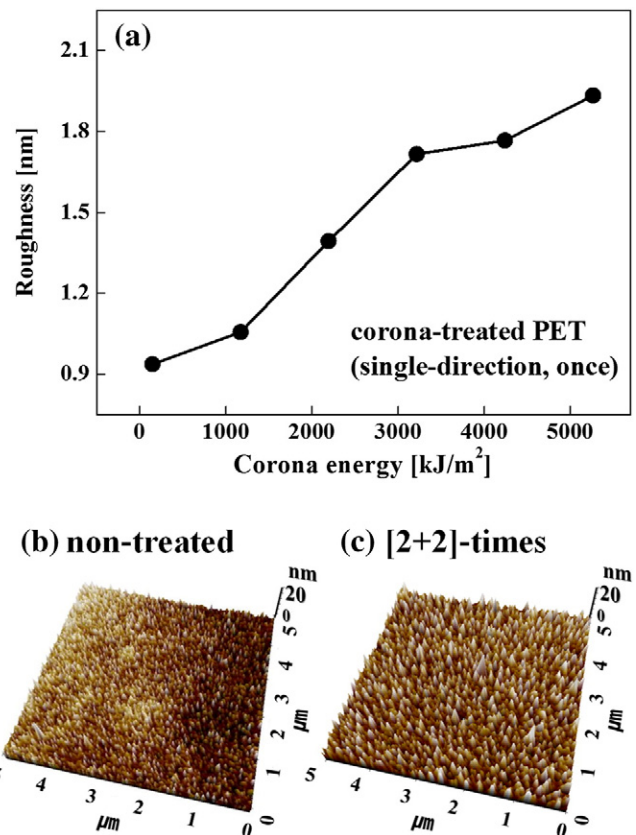 (a)
2.1
1.8
1.5
1.2
0.9
Roughness [nm]
corona-treated PET
(single-direction, once)
0 1000 2000 3000 4000 5000
Corona energy [kJ/m²]
(b) non-treated
nm
20
0
5
4
3
2
1
0
μm
5 4 3 2 1 0
μm
(c) [2+2]-times
nm
20
0
5
4
3
2
1
0
μm
5 4 3 2 1 0
μm